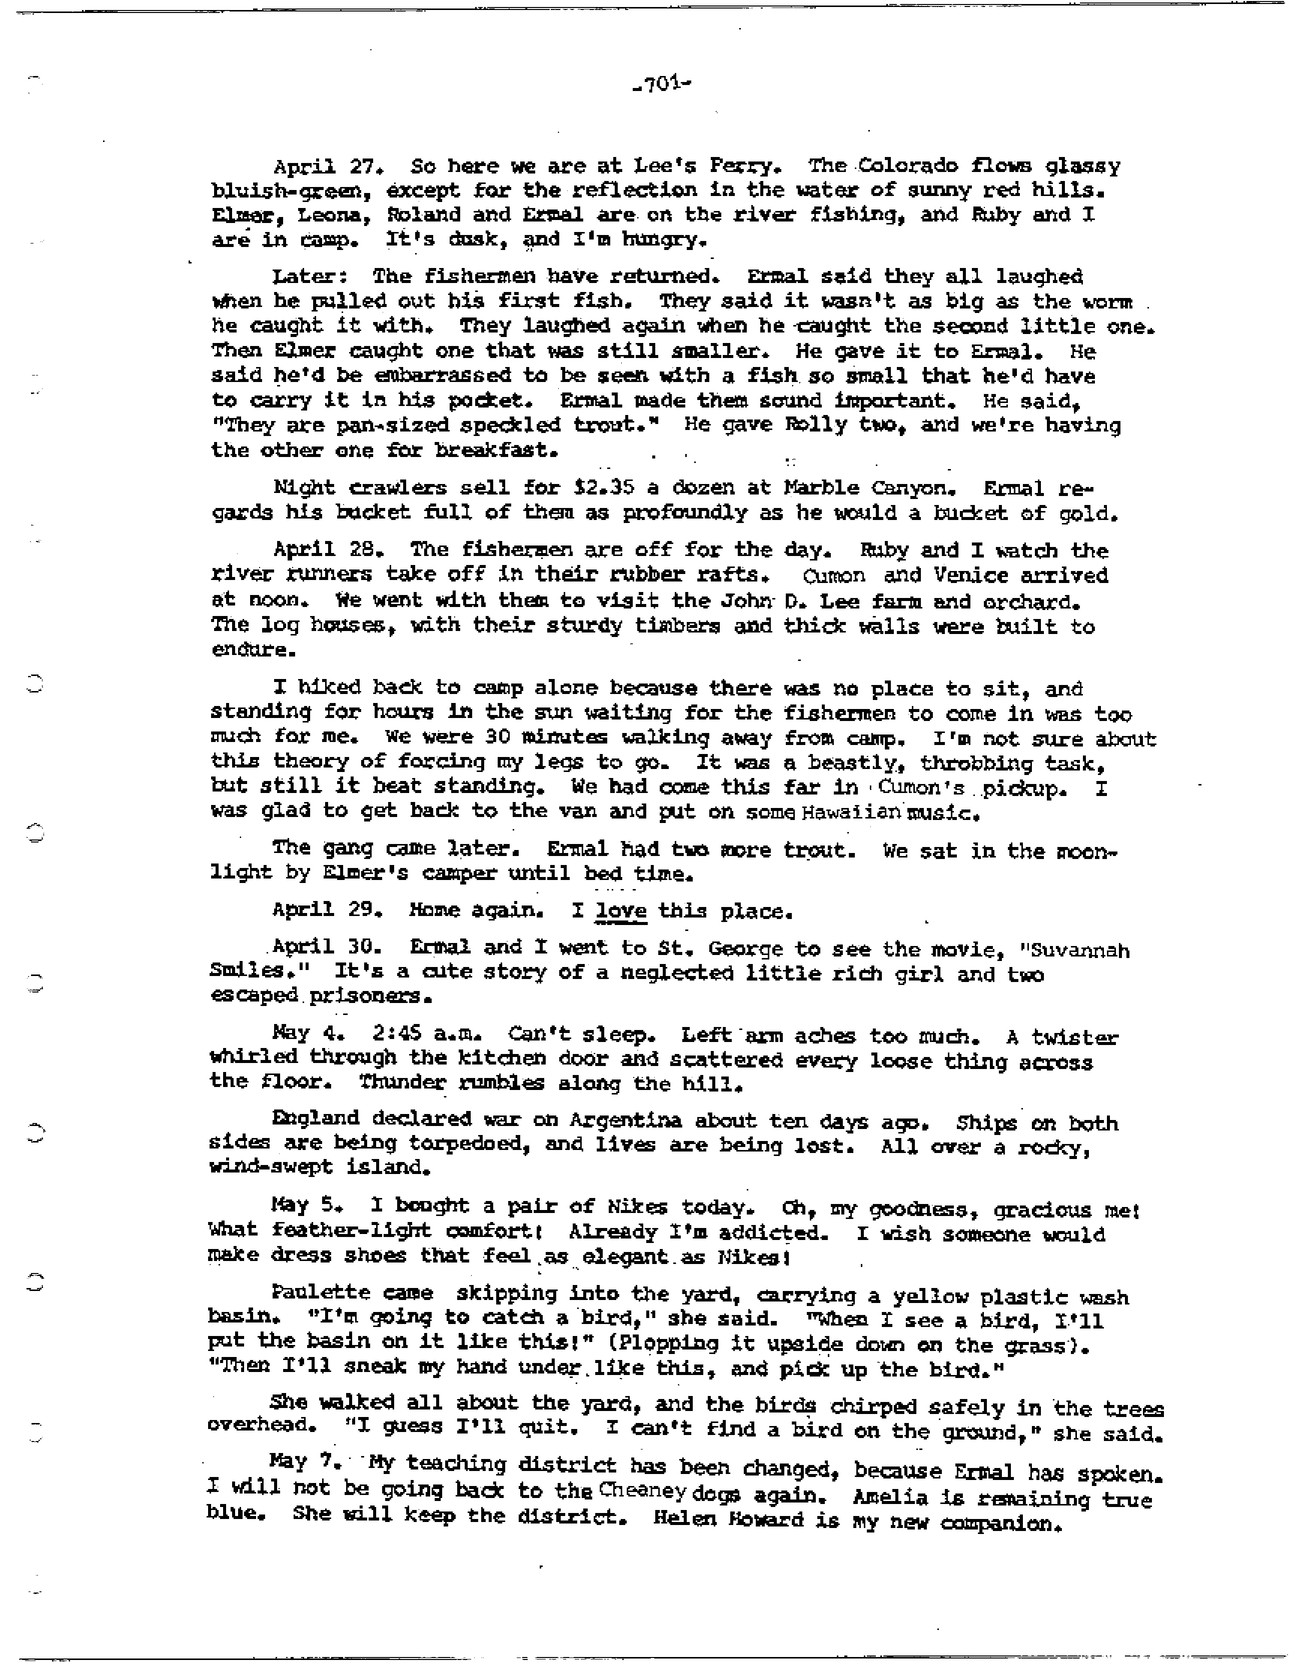 -701-
April 27. So here we are at Lee's Ferry. The Colorado flows glassy
bluish-green, except for the reflection in the water of sunny red hills.
Elmer, Leona, Roland and Ermal are on the river fishing, and Ruby and I
are in camp. It's dusk, and I'm hungry.
Later: The fishermen have returned. Ermal said they all laughed
when he pulled out his first fish. They said it wasn't as big as the worm
he caught it with. They laughed again when he caught the second little one.
Then Elmer caught one that was still smaller. He gave it to Ermal. He
said he'd be embarrassed to be seen with a fish so small that he'd have
to carry it in his pocket. Ermal made them sound important. He said,
"They are pan-sized speckled trout." He gave Rolly two, and we're having
the other one for breakfast.
Night crawlers sell for $2.35 a dozen at Marble Canyon. Ermal re-
gards his bucket full of them as profoundly as he would a bucket of gold.
April 28. The fishermen are off for the day. Ruby and I watch the
river runners take off in their rubber rafts. Cumon and Venice arrived
at noon. We went with them to visit the John D. Lee farm and orchard.
The log houses, with their sturdy timbers and thick walls were built to
endure.
I hiked back to camp alone because there was no place to sit, and
standing for hours in the sun waiting for the fishermen to come in was too
much for me. We were 30 minutes walking away from camp. I'm not sure about
this theory of forcing my legs to go. It was a beastly, throbbing task,
but still it beat standing. We had come this far in Cumon's pickup. I
was glad to get back to the van and put on some Hawaiian music.
The gang came later. Ermal had two more trout. We sat in the moon-
light by Elmer's camper until bed time.
April 29. Home again. I love this place.
April 30. Ermal and I went to St. George to see the movie, "Suvannah
Smiles." It's a cute story of a neglected little rich girl and two
escaped prisoners.
May 4. 2:45 a.m. Can't sleep. Left arm aches too much. A twister
whirled through the kitchen door and scattered every loose thing across
the floor. Thunder rumbles along the hill.
England declared war on Argentina about ten days ago. Ships on both
sides are being torpedoed, and lives are being lost. All over a rocky,
wind-swept island.
May 5. I bought a pair of Nikes today. Oh, my goodness, gracious me!
What feather-light comfort! Already I'm addicted. I wish someone would
make dress shoes that feel as elegant as Nikes!
Paulette came skipping into the yard, carrying a yellow plastic wash
basin. "I'm going to catch a bird," she said. "When I see a bird, I'll
put the basin on it like this!" (Plopping it upside down on the grass).
"Then I'll sneak my hand under like this, and pick up the bird."
She walked all about the yard, and the birds chirped safely in the trees
overhead. "I guess I'll quit. I can't find a bird on the ground," she said.
May 7. My teaching district has been changed, because Ermal has spoken.
I will not be going back to the Cheaney dogs again. Amelia is remaining true
blue. She will keep the district. Helen Howard is my new companion.